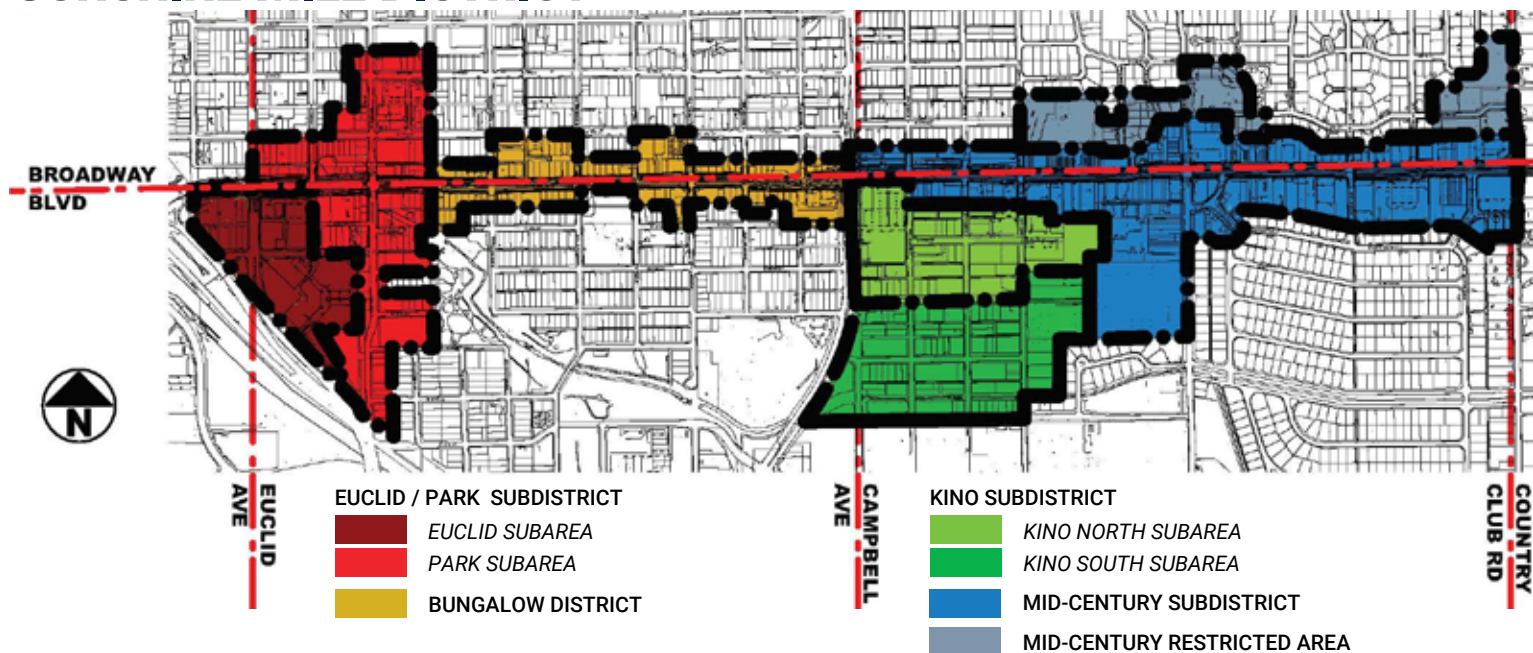 BROADWAY
BLVD
N
EUCLID
AVE
CAMPBELL
AVE
COUNTRY
CLUB RD
EUCLID / PARK SUBDISTRICT
EUCLID SUBAREA
PARK SUBAREA
BUNGALOW DISTRICT
KINO SUBDISTRICT
KINO NORTH SUBAREA
KINO SOUTH SUBAREA
MID-CENTURY SUBDISTRICT
MID-CENTURY RESTRICTED AREA